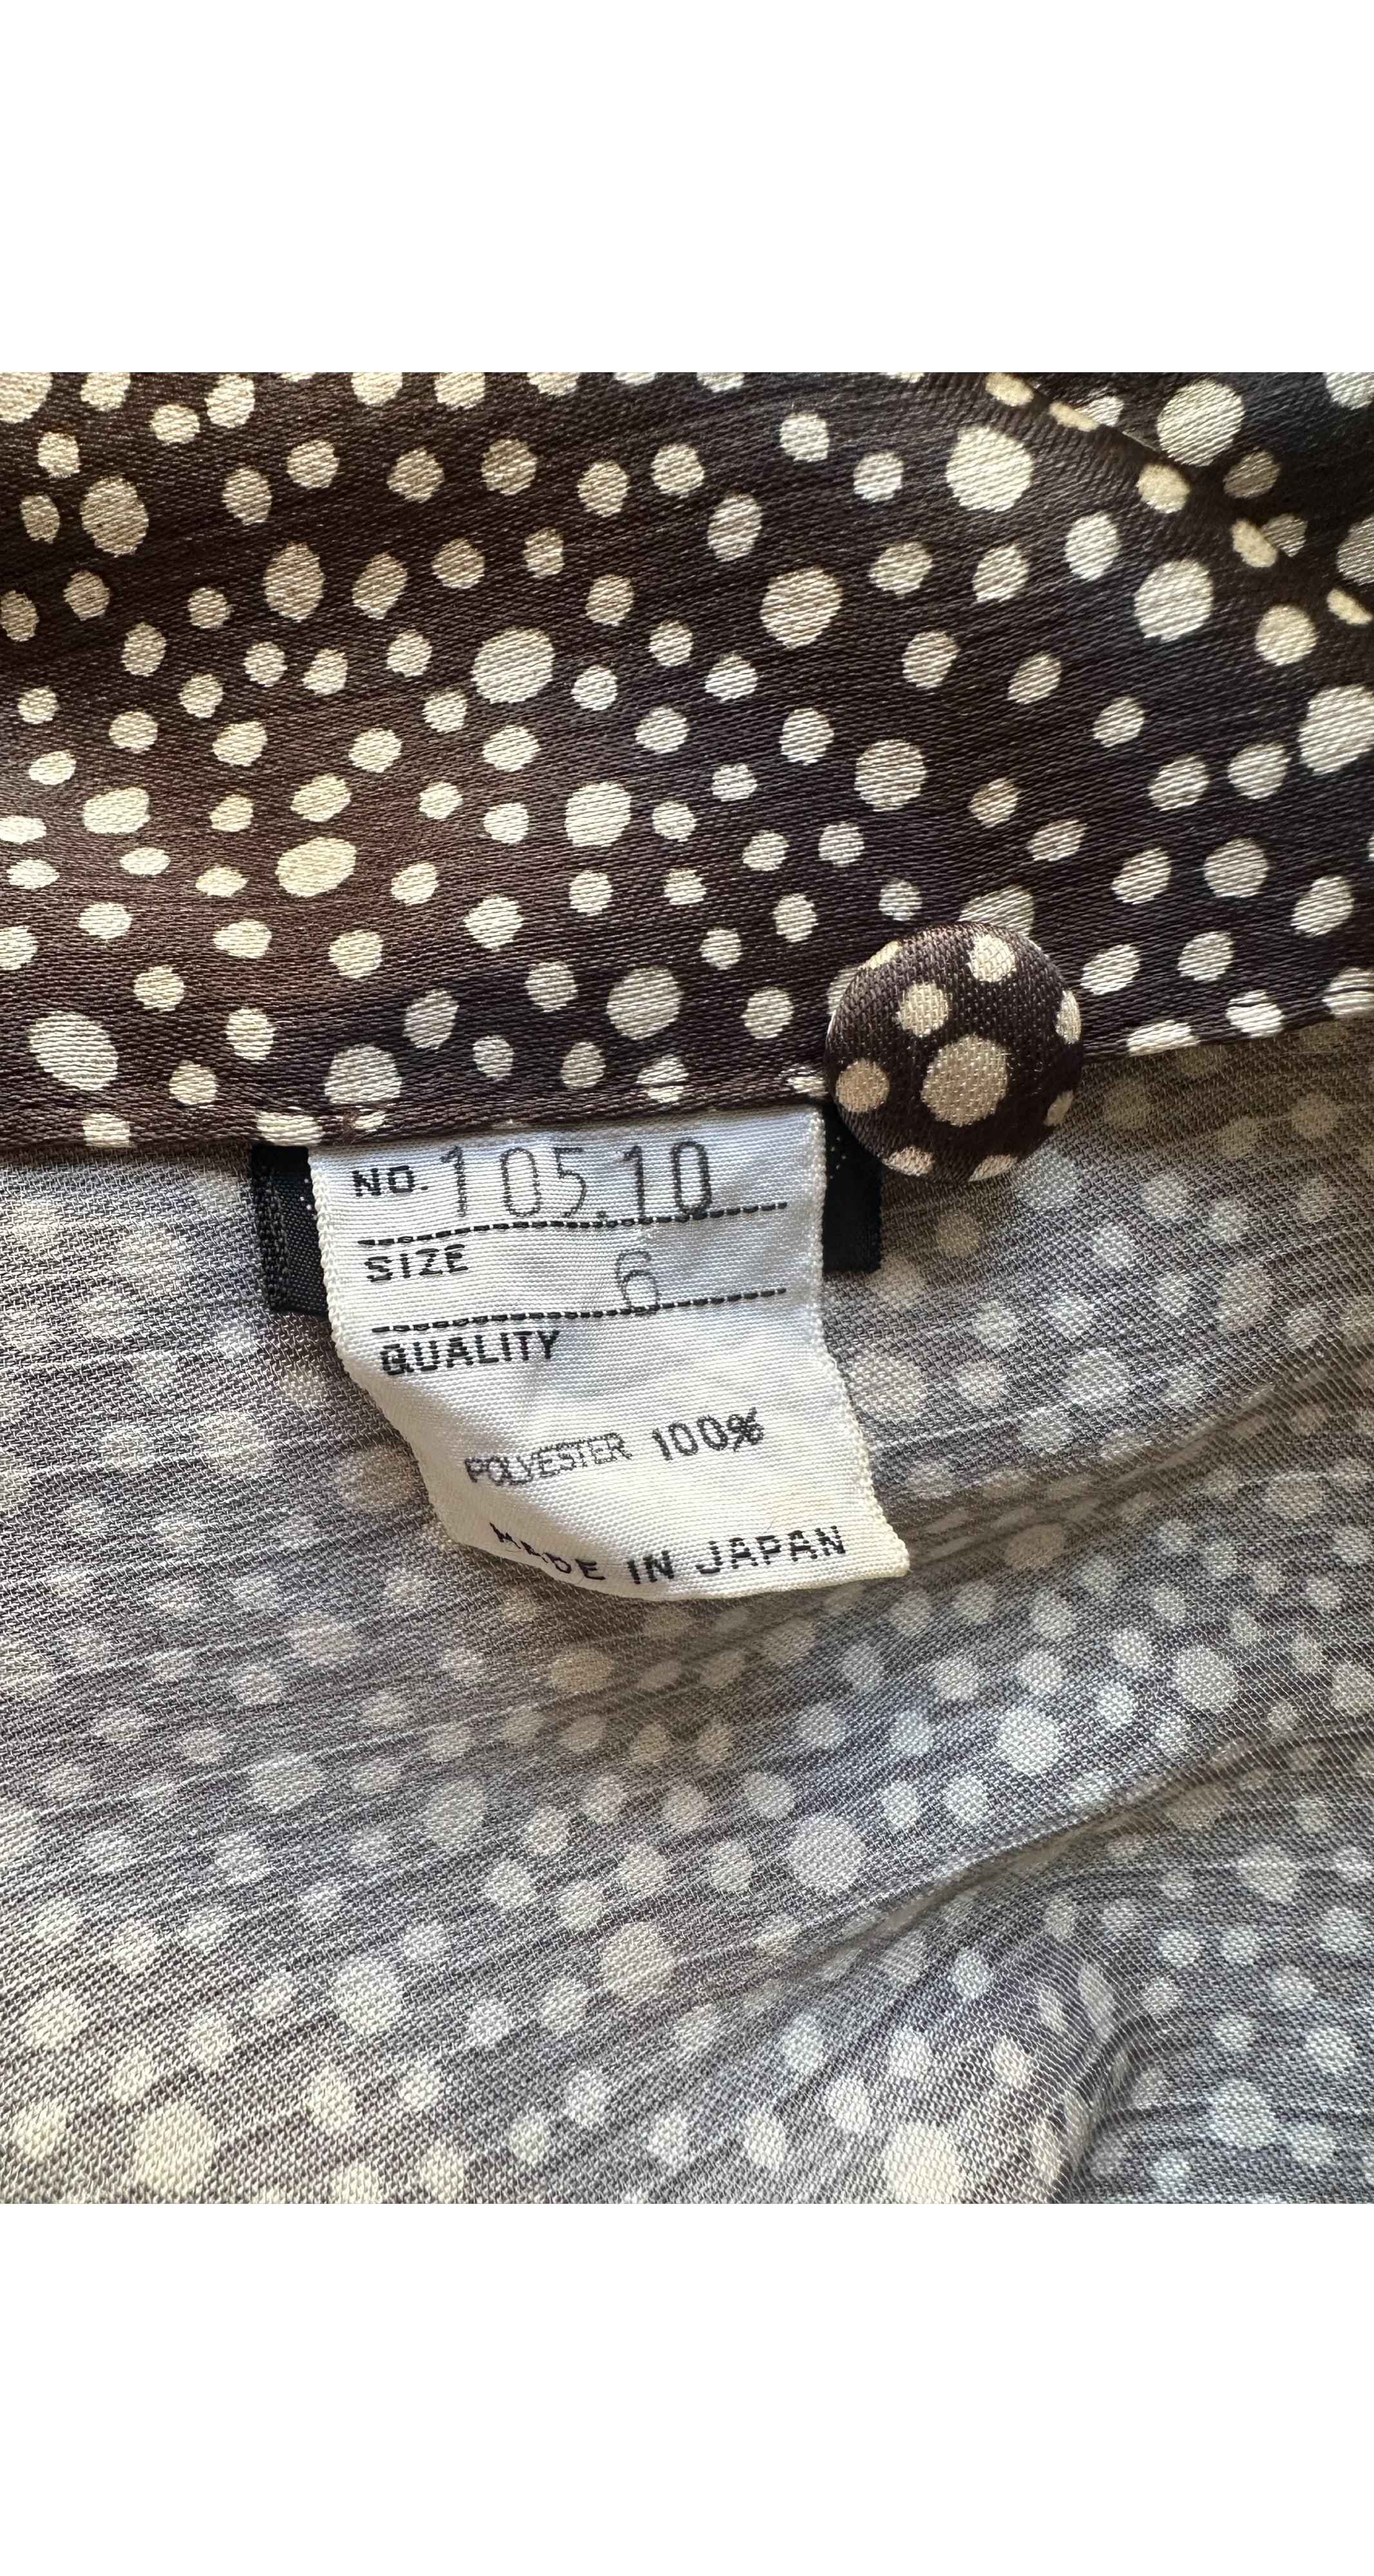 NO. 105.10
SIZE 6
QUALITY
POLYESTER 100%
MADE IN JAPAN